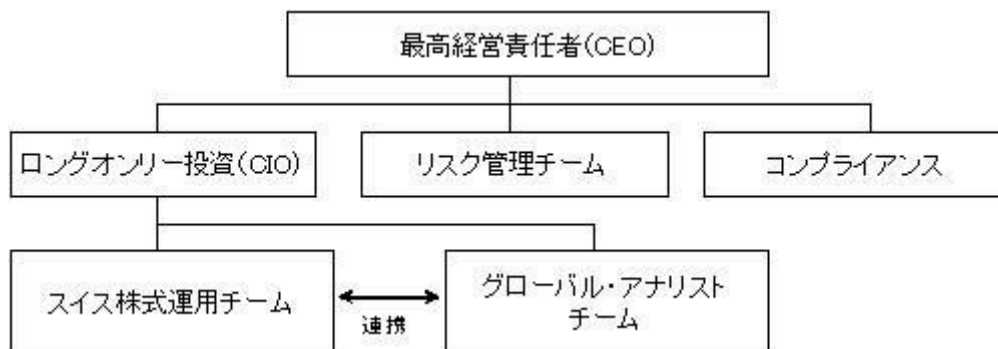 最高経営責任者(CEO)
ロングオンリー投資(CIO)
リスク管理チーム
コンプライアンス
スイス株式運用チーム
連携
グローバル・アナリスト
チーム